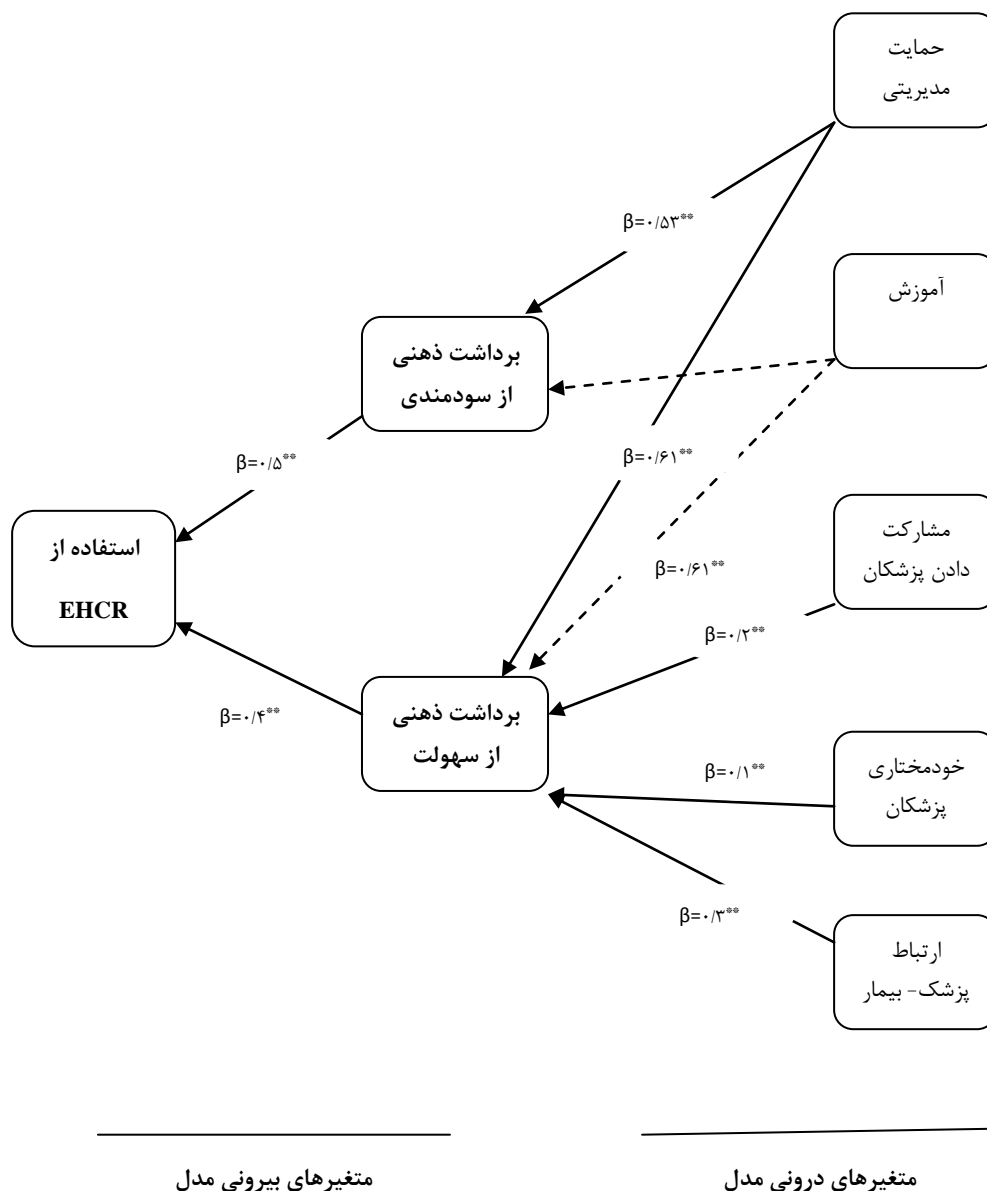 حمایت
مدیریتی
β=۰/۵۳**
آموزش
برداشت ذهنی
از سودمندی
β=۰/۵**
β=۰/۶۱**
مشارکت
دادن پزشکان
استفاده از
EHCR
β=۰/۶۱**
β=۰/۲**
برداشت ذهنی
از سهولت
β=۰/۴**
خودمختاری
پزشکان
β=۰/۱**
β=۰/۳**
ارتباط
پزشک- بیمار
متغیرهای درونی مدل
متغیرهای بیرونی مدل